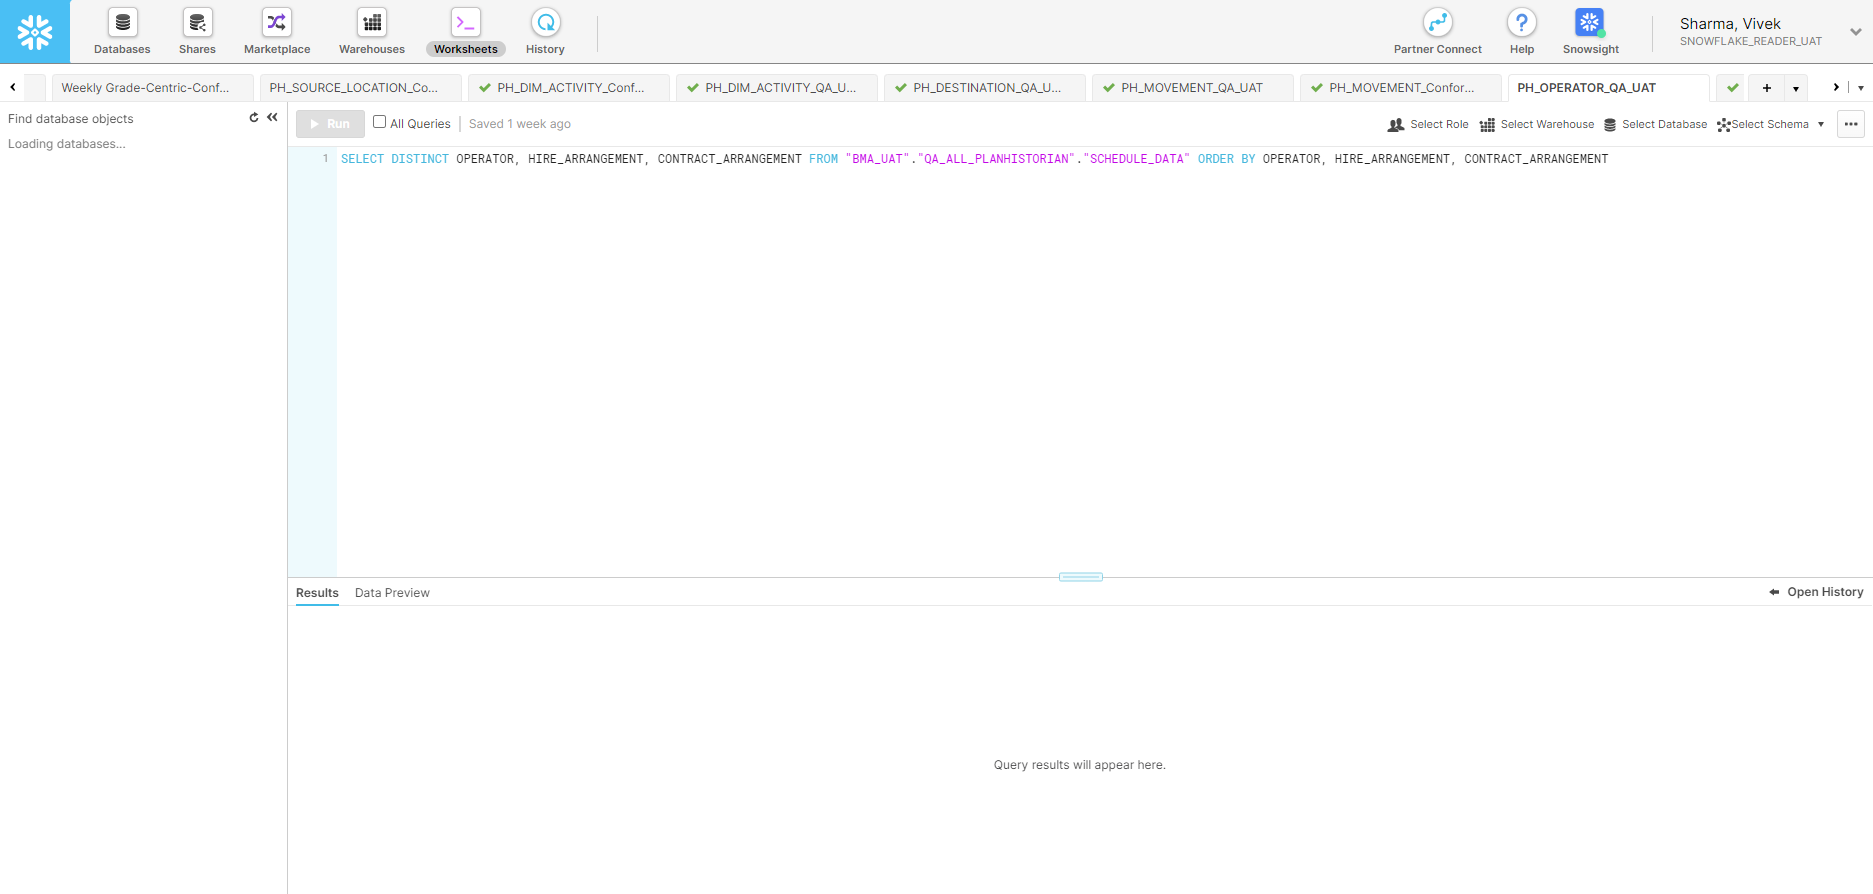 Databases Shares Marketplace Warehouses Worksheets History Partner Connect Help Snowsight
Sharma, Vivek
SNOWFLAKE_READER_UAT
Weekly Grade-Centric-Conf... PH_SOURCE_LOCATION_Co... PH_DIM_ACTIVITY_Conf... PH_DIM_ACTIVITY_QA_U... PH_DESTINATION_QA_U... PH_MOVEMENT_QA_UAT PH_MOVEMENT_Confor... PH_OPERATOR_QA_UAT
Find database objects
Loading databases...
Run All Queries Saved 1 week ago Select Role Select Warehouse Select Database Select Schema
1 SELECT DISTINCT OPERATOR, HIRE_ARRANGEMENT, CONTRACT_ARRANGEMENT FROM "BMA_UAT"."QA_ALL_PLANHISTORIAN"."SCHEDULE_DATA" ORDER BY OPERATOR, HIRE_ARRANGEMENT, CONTRACT_ARRANGEMENT
Results Data Preview Open History
Query results will appear here.